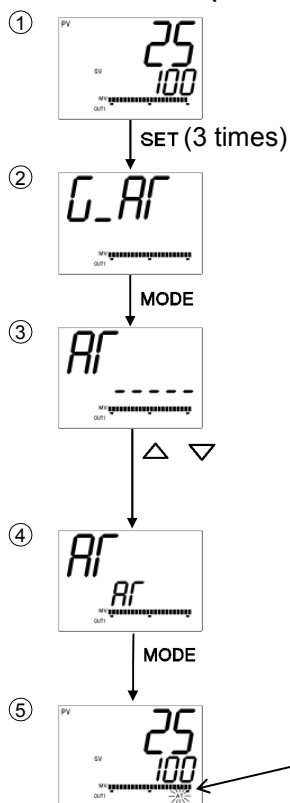 ①
PV
25
SV
100
MV
OUT1
SET (3 times)
②
G_AT
MV
OUT1
MODE
③
AT
-----
MV
OUT1
△ ▽
④
AT
AT
MV
OUT1
MODE
⑤
PV
25
SV
100
MV
OUT1
AT